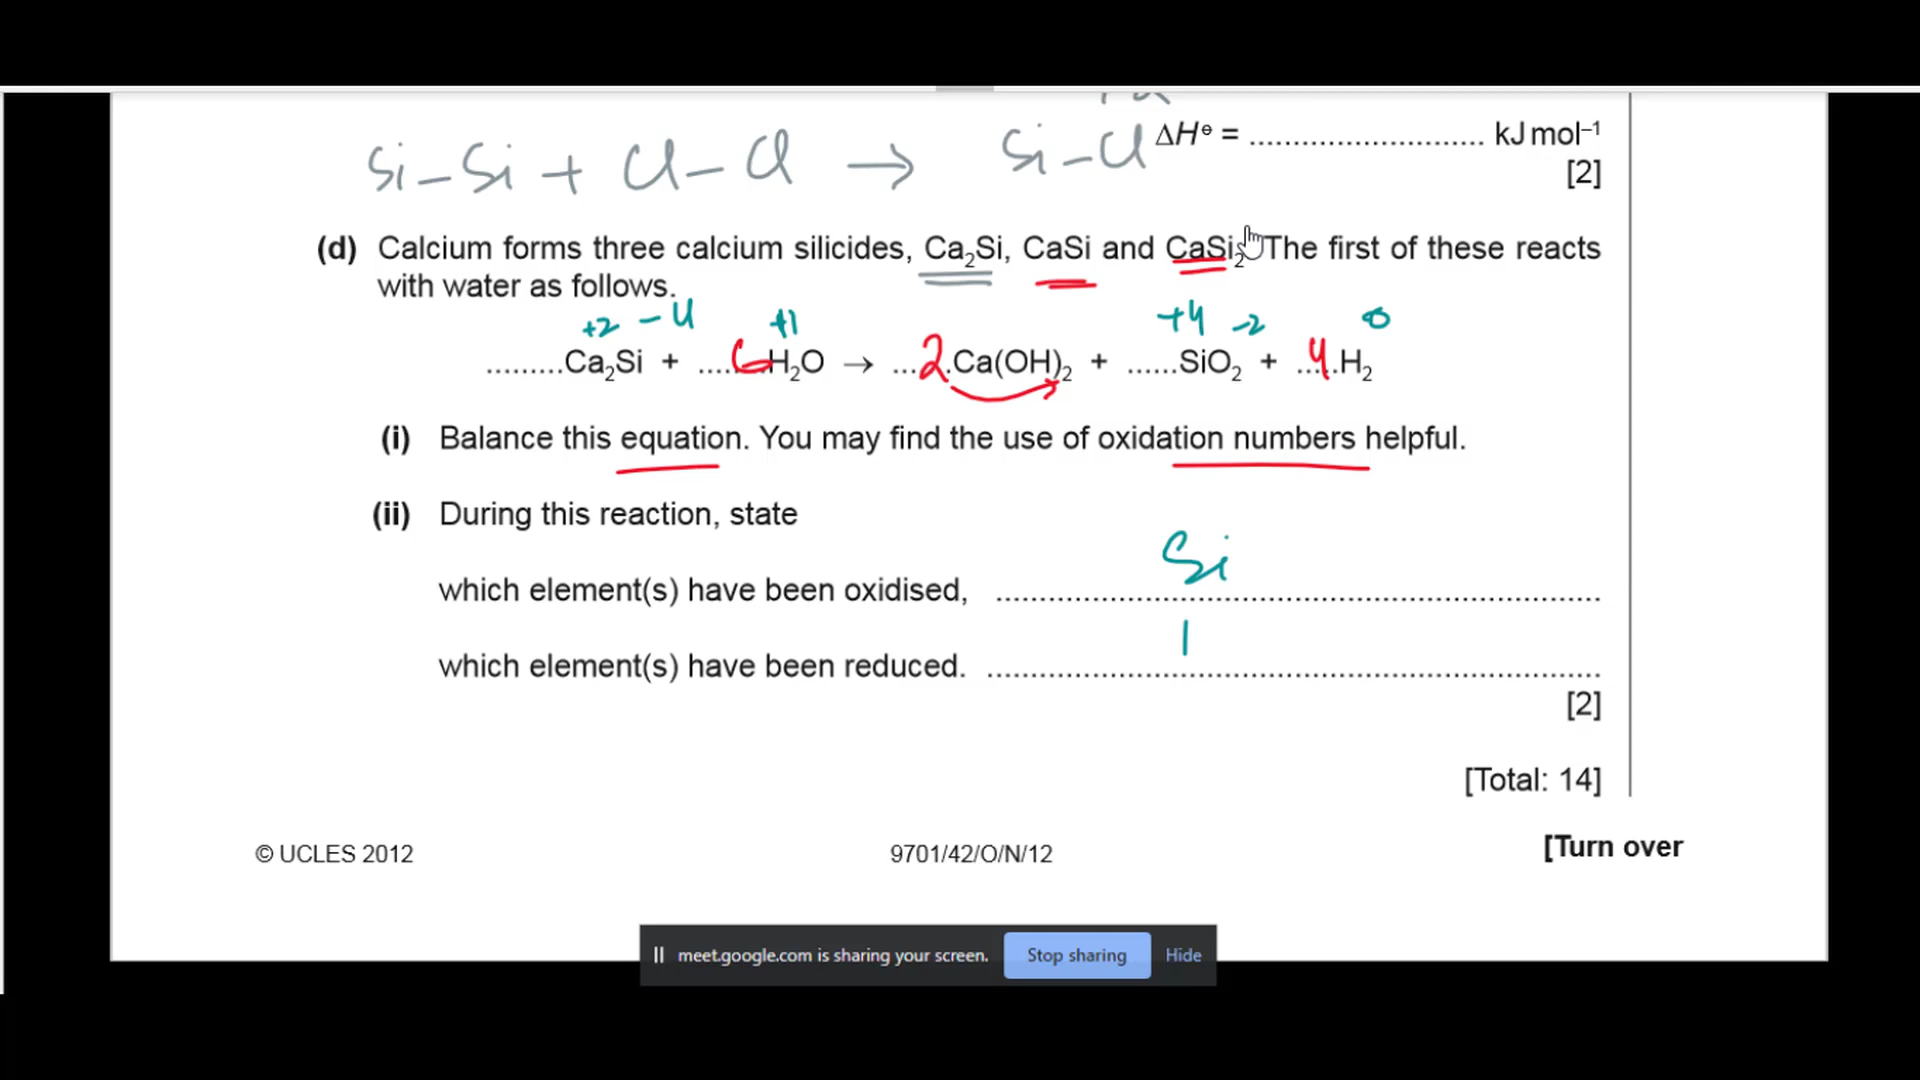 Si – Si + Cl – Cl → Si – Cl ΔH⦵ = .......................... kJ mol⁻¹
[2]
(d) Calcium forms three calcium silicides, Ca₂Si, CaSi and CaSi₂. The first of these reacts
with water as follows.
+2 -4 +1 +4 -2 0
.........Ca₂Si + ....6H₂O → ...2.Ca(OH)₂ + ......SiO₂ + ...4.H₂
(i) Balance this equation. You may find the use of oxidation numbers helpful.
(ii) During this reaction, state
Si
which element(s) have been oxidised, ....................................................................
which element(s) have been reduced. ....................................................................
[2]
[Total: 14]
© UCLES 2012 9701/42/O/N/12 [Turn over
meet.google.com is sharing your screen. Stop sharing Hide